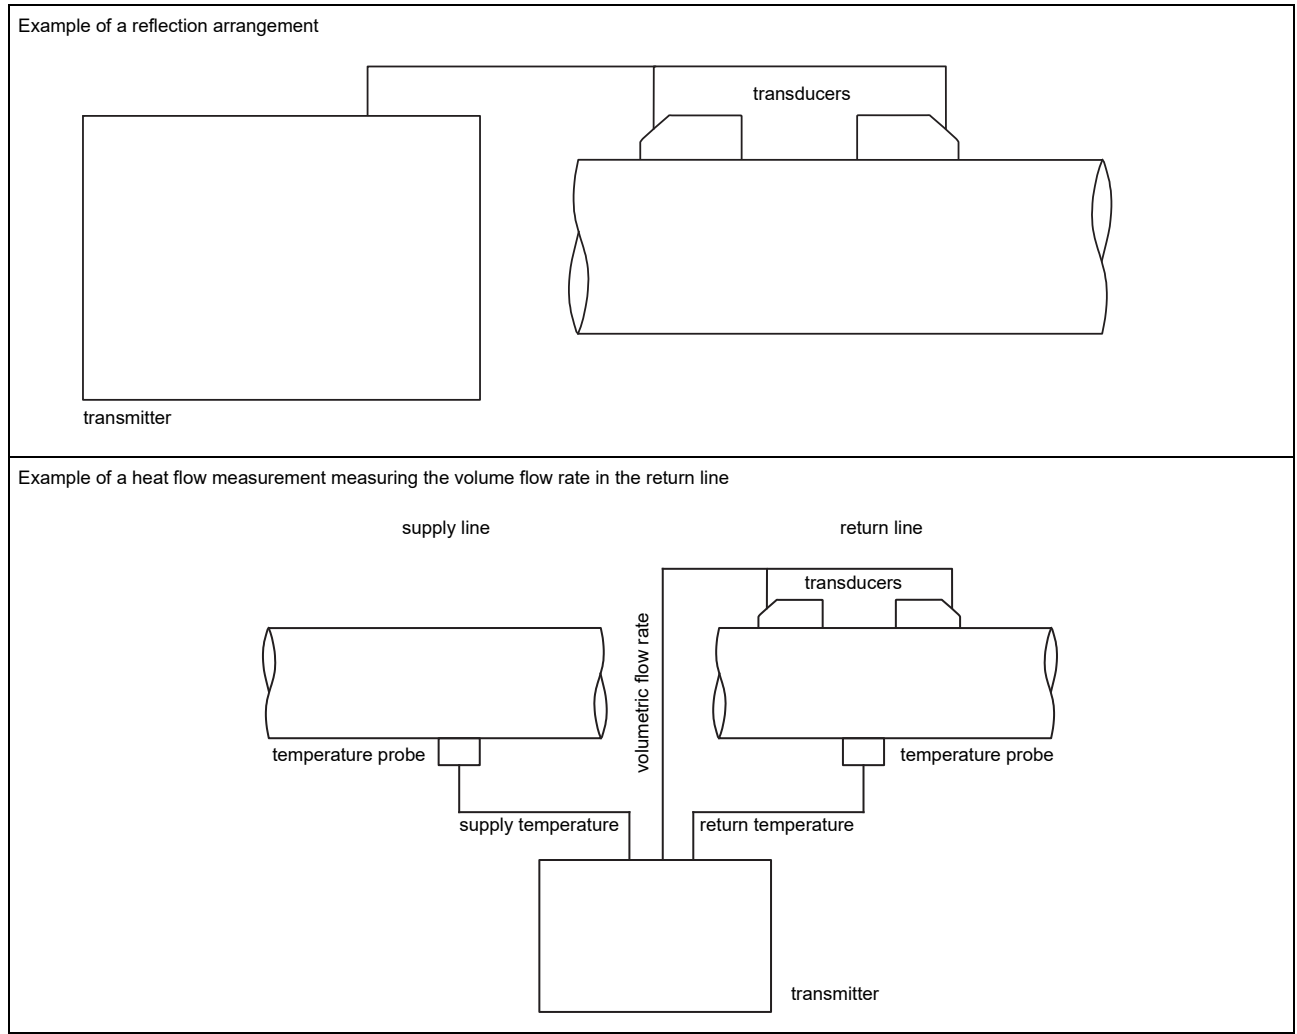 Example of a reflection arrangement
transducers
transmitter
Example of a heat flow measurement measuring the volume flow rate in the return line
supply line
return line
transducers
volumetric flow rate
temperature probe
temperature probe
supply temperature
return temperature
transmitter